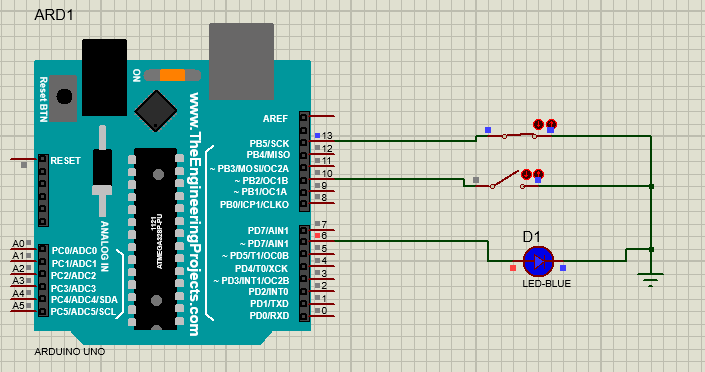 ARD1
ON
Reset BTN
www.TheEngineeringProjects.com
AREF
13
PB5/SCK
12
PB4/MISO
11
~ PB3/MOSI/OC2A
10
~ PB2/OC1B
9
~ PB1/OC1A
8
PB0/ICP1/CLKO
RESET
1121
ATMEGA328P-PU
ANALOG IN
7
PD7/AIN1
6
~ PD7/AIN1
5
~ PD5/T1/OC0B
4
PD4/T0/XCK
3
~ PD3/INT1/OC2B
2
PD2/INT0
1
PD1/TXD
0
PD0/RXD
A0
PC0/ADC0
A1
PC1/ADC1
A2
PC2/ADC2
A3
PC3/ADC3
A4
PC4/ADC4/SDA
A5
PC5/ADC5/SCL
D1
LED-BLUE
ARDUINO UNO